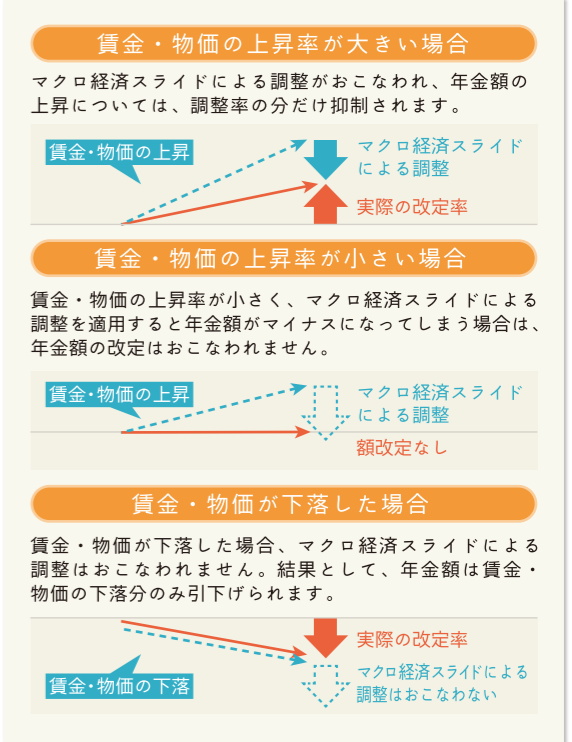 賃金・物価の上昇率が大きい場合
マクロ経済スライドによる調整がおこなわれ、年金額の
上昇については、調整率の分だけ抑制されます。
賃金・物価の上昇
マクロ経済スライド
による調整
実際の改定率
賃金・物価の上昇率が小さい場合
賃金・物価の上昇率が小さく、マクロ経済スライドによる
調整を適用すると年金額がマイナスになってしまう場合は、
年金額の改定はおこなわれません。
賃金・物価の上昇
マクロ経済スライド
による調整
額改定なし
賃金・物価が下落した場合
賃金・物価が下落した場合、マクロ経済スライドによる
調整はおこなわれません。結果として、年金額は賃金・
物価の下落分のみ引下げられます。
実際の改定率
マクロ経済スライドによる
調整はおこなわない
賃金・物価の下落